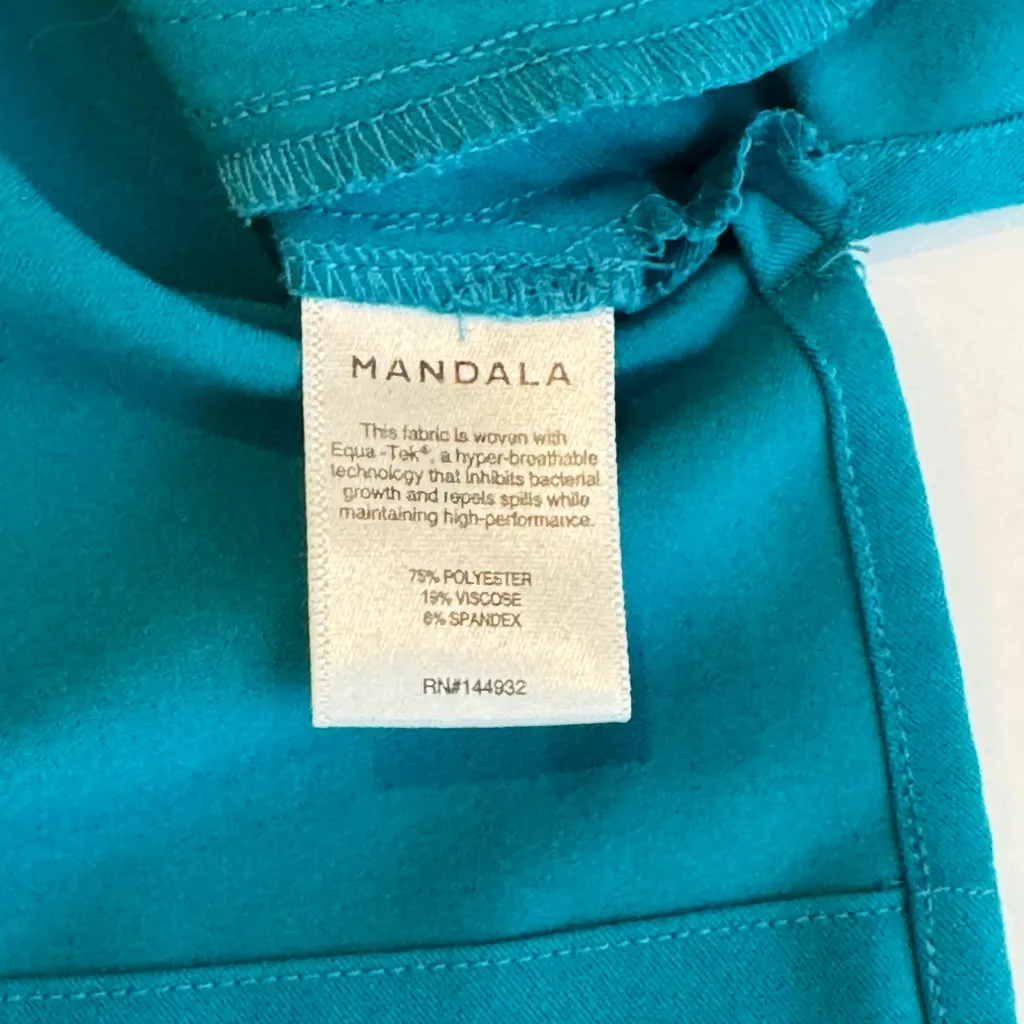 MANDALA
This fabric is woven with
Equa -Tek®, a hyper-breathable
technology that inhibits bacterial
growth and repels spills while
maintaining high-performance.
75% POLYESTER
19% VISCOSE
6% SPANDEX
RN#144932